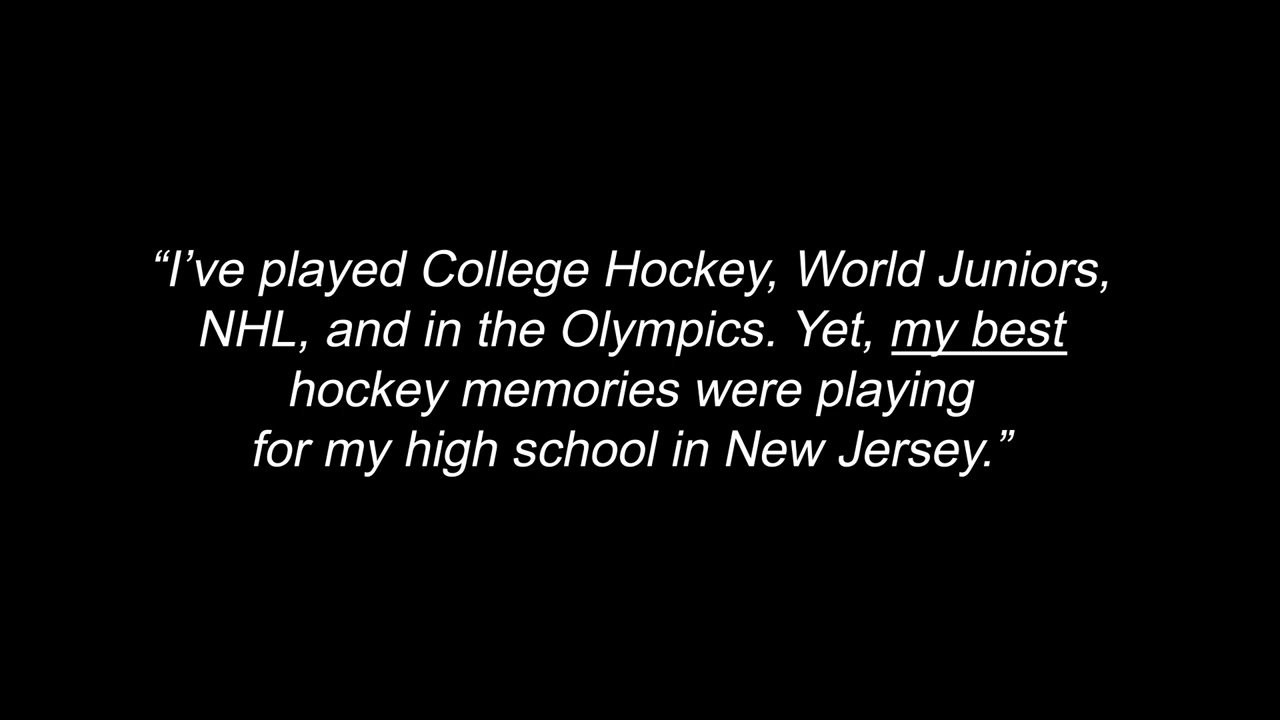 “I’ve played College Hockey, World Juniors,
NHL, and in the Olympics. Yet, my best
hockey memories were playing
for my high school in New Jersey.”